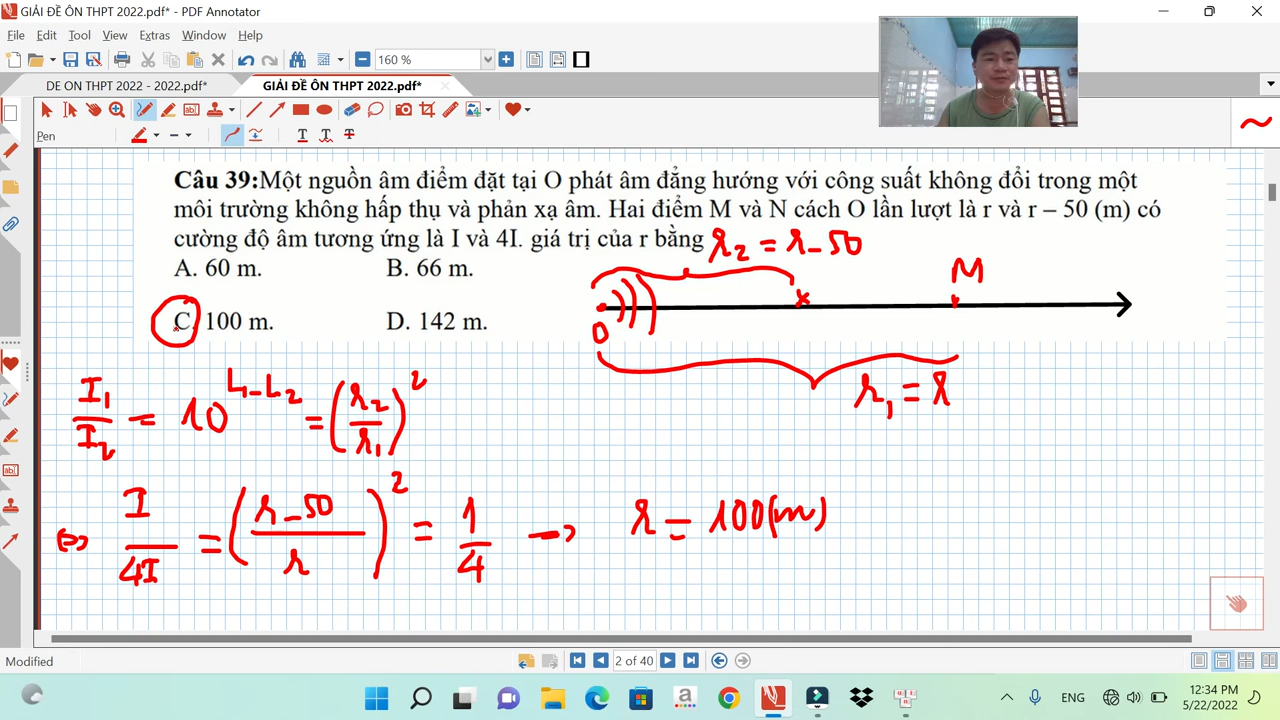 GIẢI ĐỀ ÔN THPT 2022.pdf* - PDF Annotator
File Edit Tool View Extras Window Help
160 %
DE ON THPT 2022 - 2022.pdf*
GIẢI ĐỀ ÔN THPT 2022.pdf*
Pen
Câu 39:Một nguồn âm điểm đặt tại O phát âm đẳng hướng với công suất không đổi trong một
môi trường không hấp thụ và phản xạ âm. Hai điểm M và N cách O lần lượt là r và r – 50 (m) có
cường độ âm tương ứng là I và 4I. giá trị của r bằng
r₂ = r - 50
A. 60 m. B. 66 m.
M
C. 100 m. D. 142 m.
O
r₁ = r
I₁/I₂ = 10^(L₁-L₂) = (r₂/r₁)²
⇔ I/4I = (r - 50/r)² = 1/4 → r = 100(m)
Modified
2 of 40
ENG
12:34 PM
5/22/2022